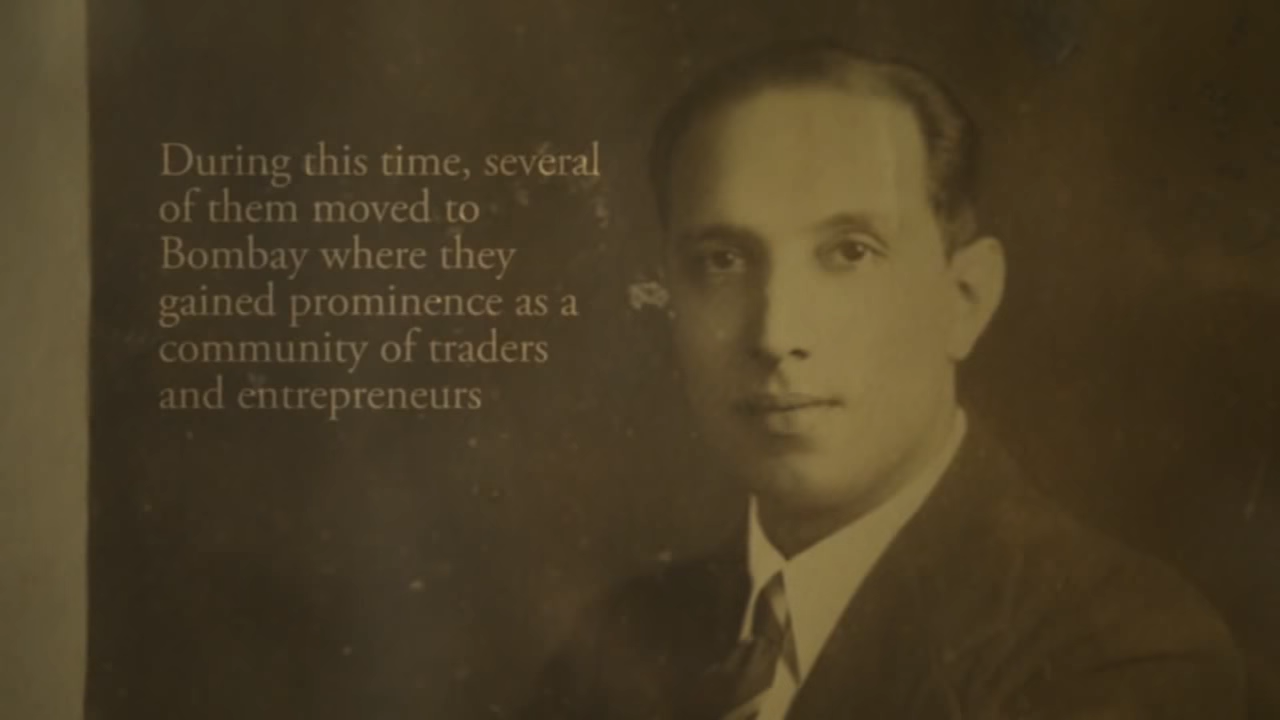 During this time, several
of them moved to
Bombay where they
gained prominence as a
community of traders
and entrepreneurs